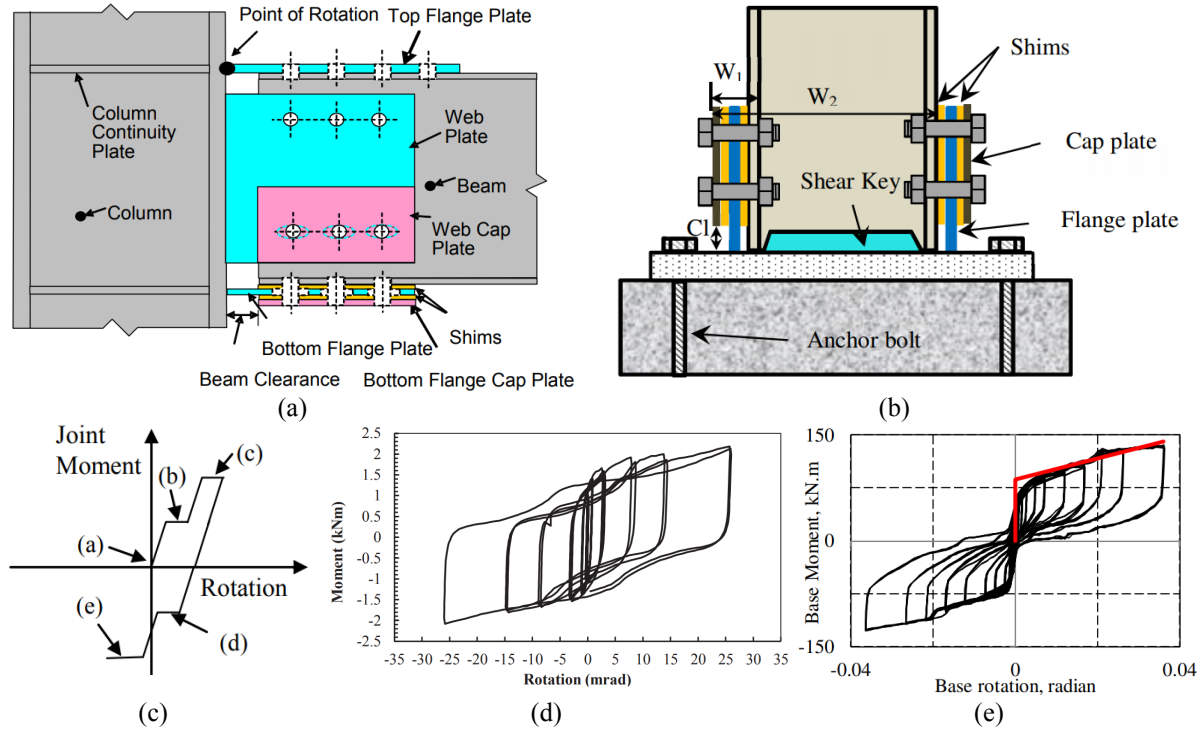 Point of Rotation
Top Flange Plate
Column
Continuity
Plate
Web
Plate
Beam
Column
Web Cap
Plate
Shims
Bottom Flange Plate
Beam Clearance
Bottom Flange Cap Plate
(a)
Shims
W1
W2
Cap plate
Shear Key
Flange plate
Cl
Anchor bolt
(b)
Joint
Moment
(c)
(b)
(a)
Rotation
(e)
(d)
(c)
Moment (kNm)
2.5
2
1.5
1
0.5
0
-0.5
-1
-1.5
-2
-2.5
-35 -30 -25 -20 -15 -10 -5 0 5 10 15 20 25 30 35
Rotation (mrad)
(d)
Base Moment, kN.m
150
0
-150
-0.04 0 0.04
Base rotation, radian
(e)